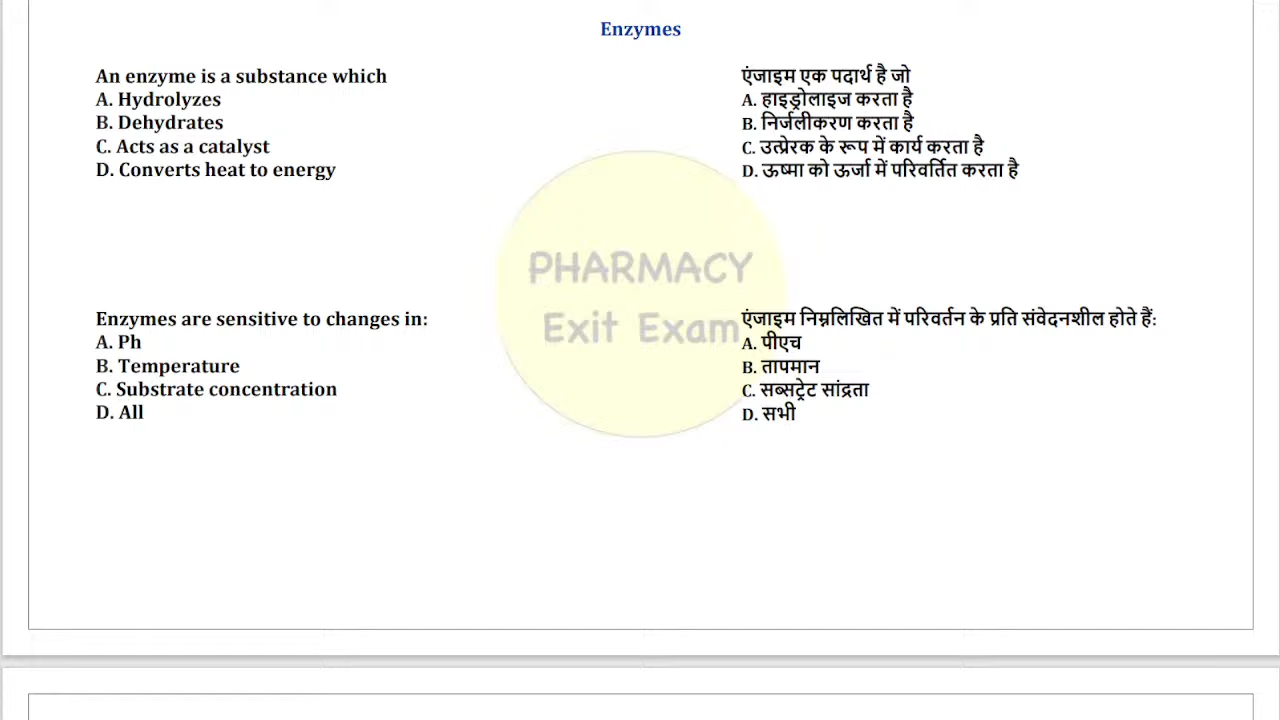 Enzymes
An enzyme is a substance which
A. Hydrolyzes
B. Dehydrates
C. Acts as a catalyst
D. Converts heat to energy
एंजाइम एक पदार्थ है जो
A. हाइड्रोलाइज करता है
B. निर्जलीकरण करता है
C. उत्प्रेरक के रूप में कार्य करता है
D. ऊष्मा को ऊर्जा में परिवर्तित करता है
PHARMACY
Exit Exam
Enzymes are sensitive to changes in:
A. Ph
B. Temperature
C. Substrate concentration
D. All
एंजाइम निम्नलिखित में परिवर्तन के प्रति संवेदनशील होते हैं:
A. पीएच
B. तापमान
C. सब्सट्रेट सांद्रता
D. सभी